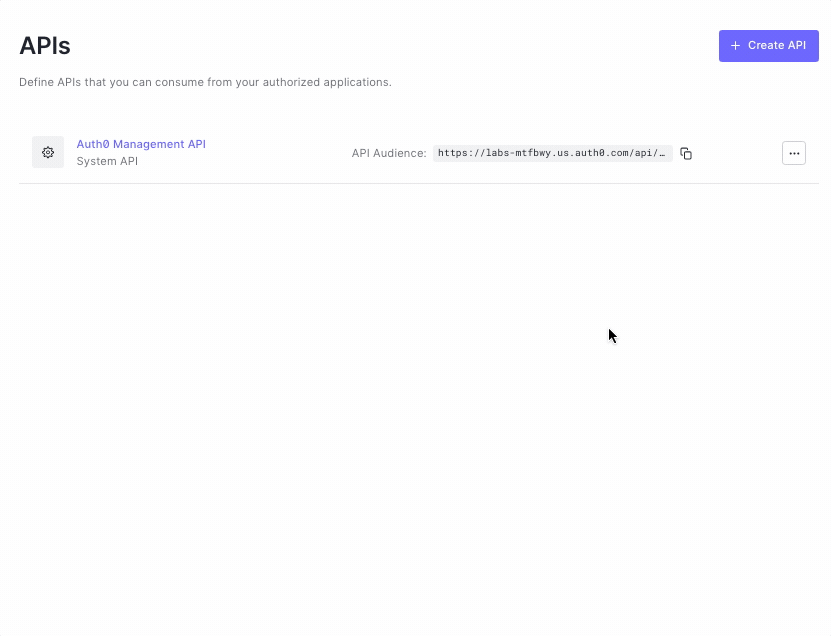 APIs
+ Create API
Define APIs that you can consume from your authorized applications.
Auth0 Management API
System API
API Audience: https://labs-mtfbwy.us.auth0.com/api/…